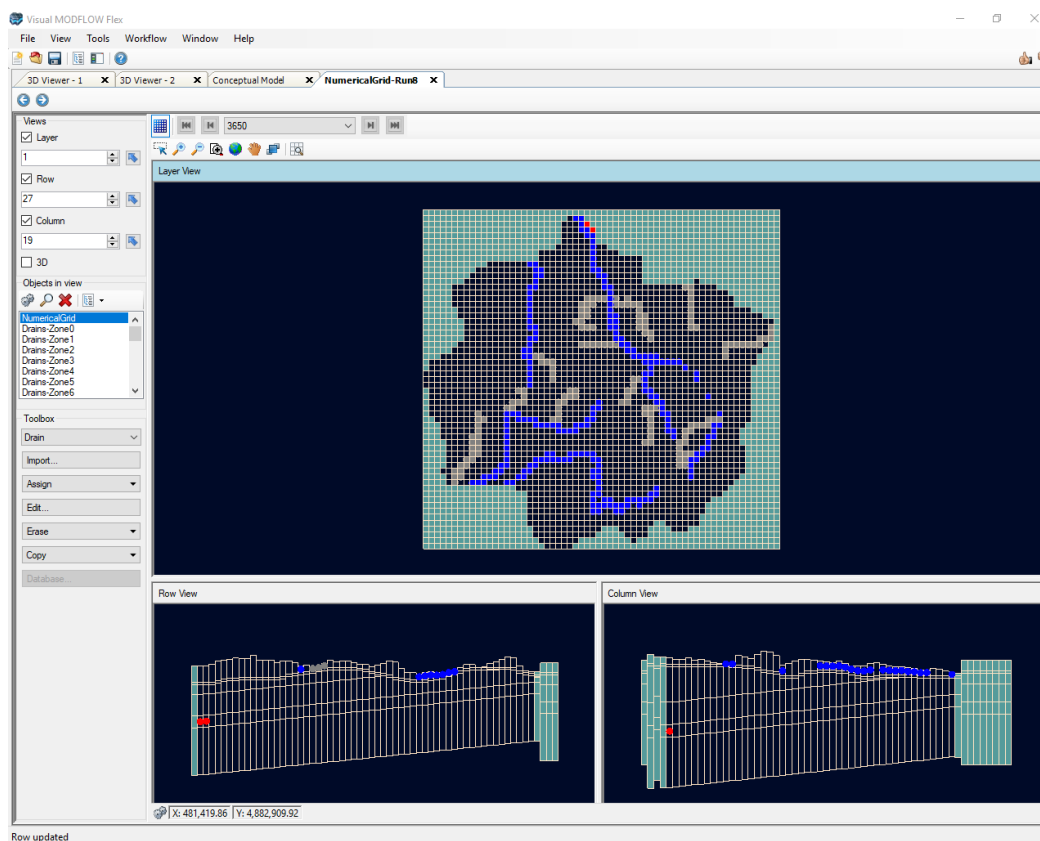 Visual MODFLOW Flex
File View Tools Workflow Window Help
3D Viewer - 1 3D Viewer - 2 Conceptual Model NumericalGrid-Run8
Views
Layer
1
Row
27
Column
19
3D
Objects in view
NumericalGrid
Drains-Zone0
Drains-Zone1
Drains-Zone2
Drains-Zone3
Drains-Zone4
Drains-Zone5
Drains-Zone6
Toolbox
Drain
Import...
Assign
Edit...
Erase
Copy
Database...
3650
Layer View
Row View
Column View
X: 481,419.86 Y: 4,882,909.92
Row updated